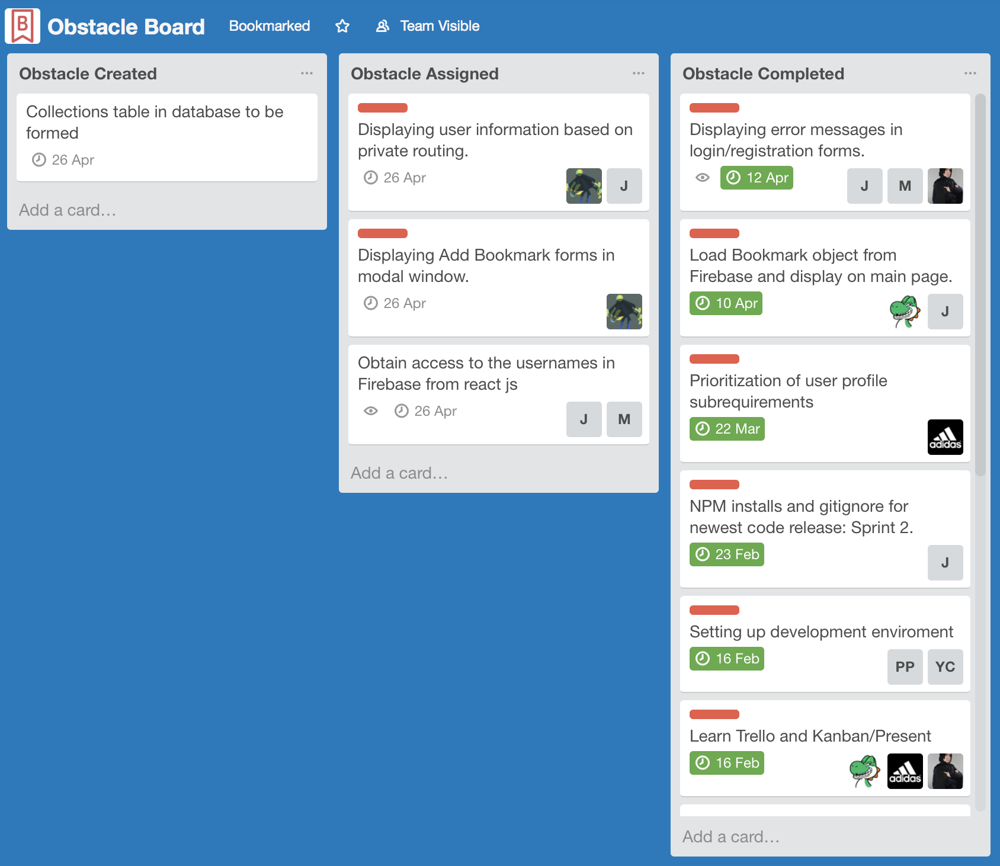 B
Obstacle Board
Bookmarked
Team Visible
Obstacle Created
Collections table in database to be
formed
26 Apr
Add a card…
Obstacle Assigned
Displaying user information based on
private routing.
26 Apr
J
Displaying Add Bookmark forms in
modal window.
26 Apr
Obtain access to the usernames in
Firebase from react js
26 Apr
J M
Add a card…
Obstacle Completed
Displaying error messages in
login/registration forms.
12 Apr
J M
Load Bookmark object from
Firebase and display on main page.
10 Apr
J
Prioritization of user profile
subrequirements
22 Mar
adidas
NPM installs and gitignore for
newest code release: Sprint 2.
23 Feb
J
Setting up development enviroment
16 Feb
PP YC
Learn Trello and Kanban/Present
16 Feb
adidas
Add a card…